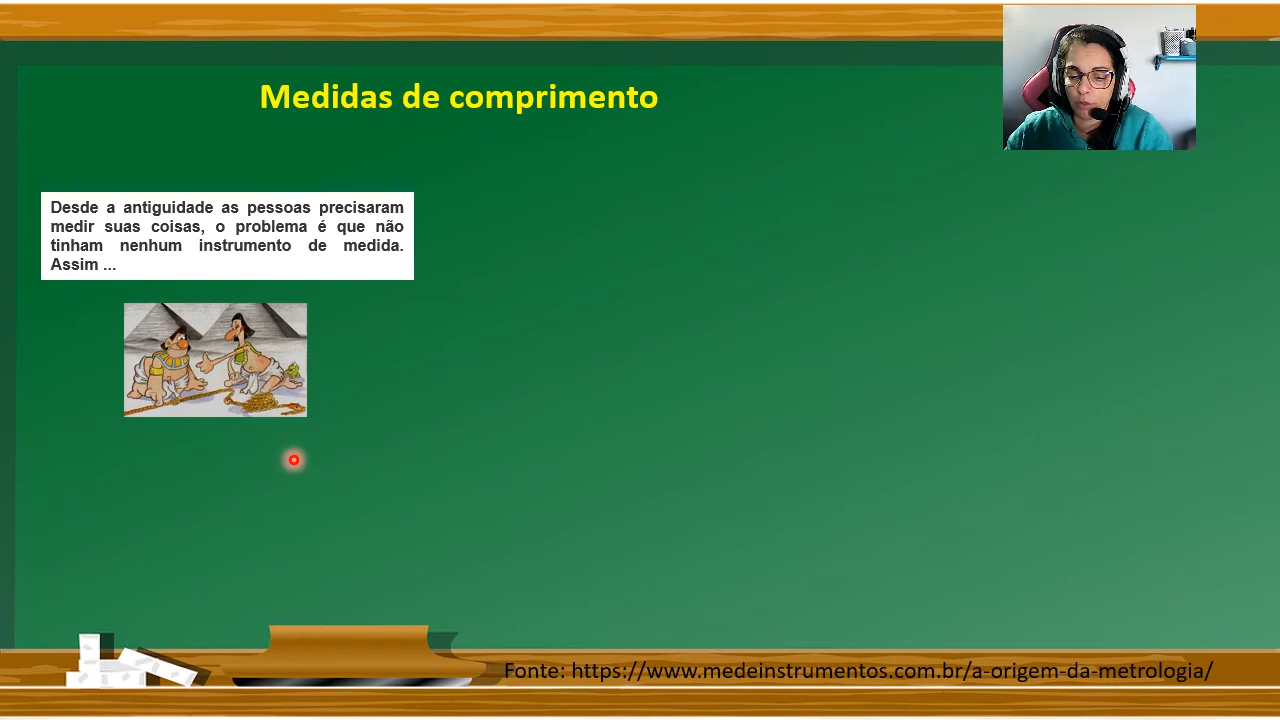 Medidas de comprimento
Desde a antiguidade as pessoas precisaram
medir suas coisas, o problema é que não
tinham nenhum instrumento de medida.
Assim ...
Fonte: https://www.medeinstrumentos.com.br/a-origem-da-metrologia/